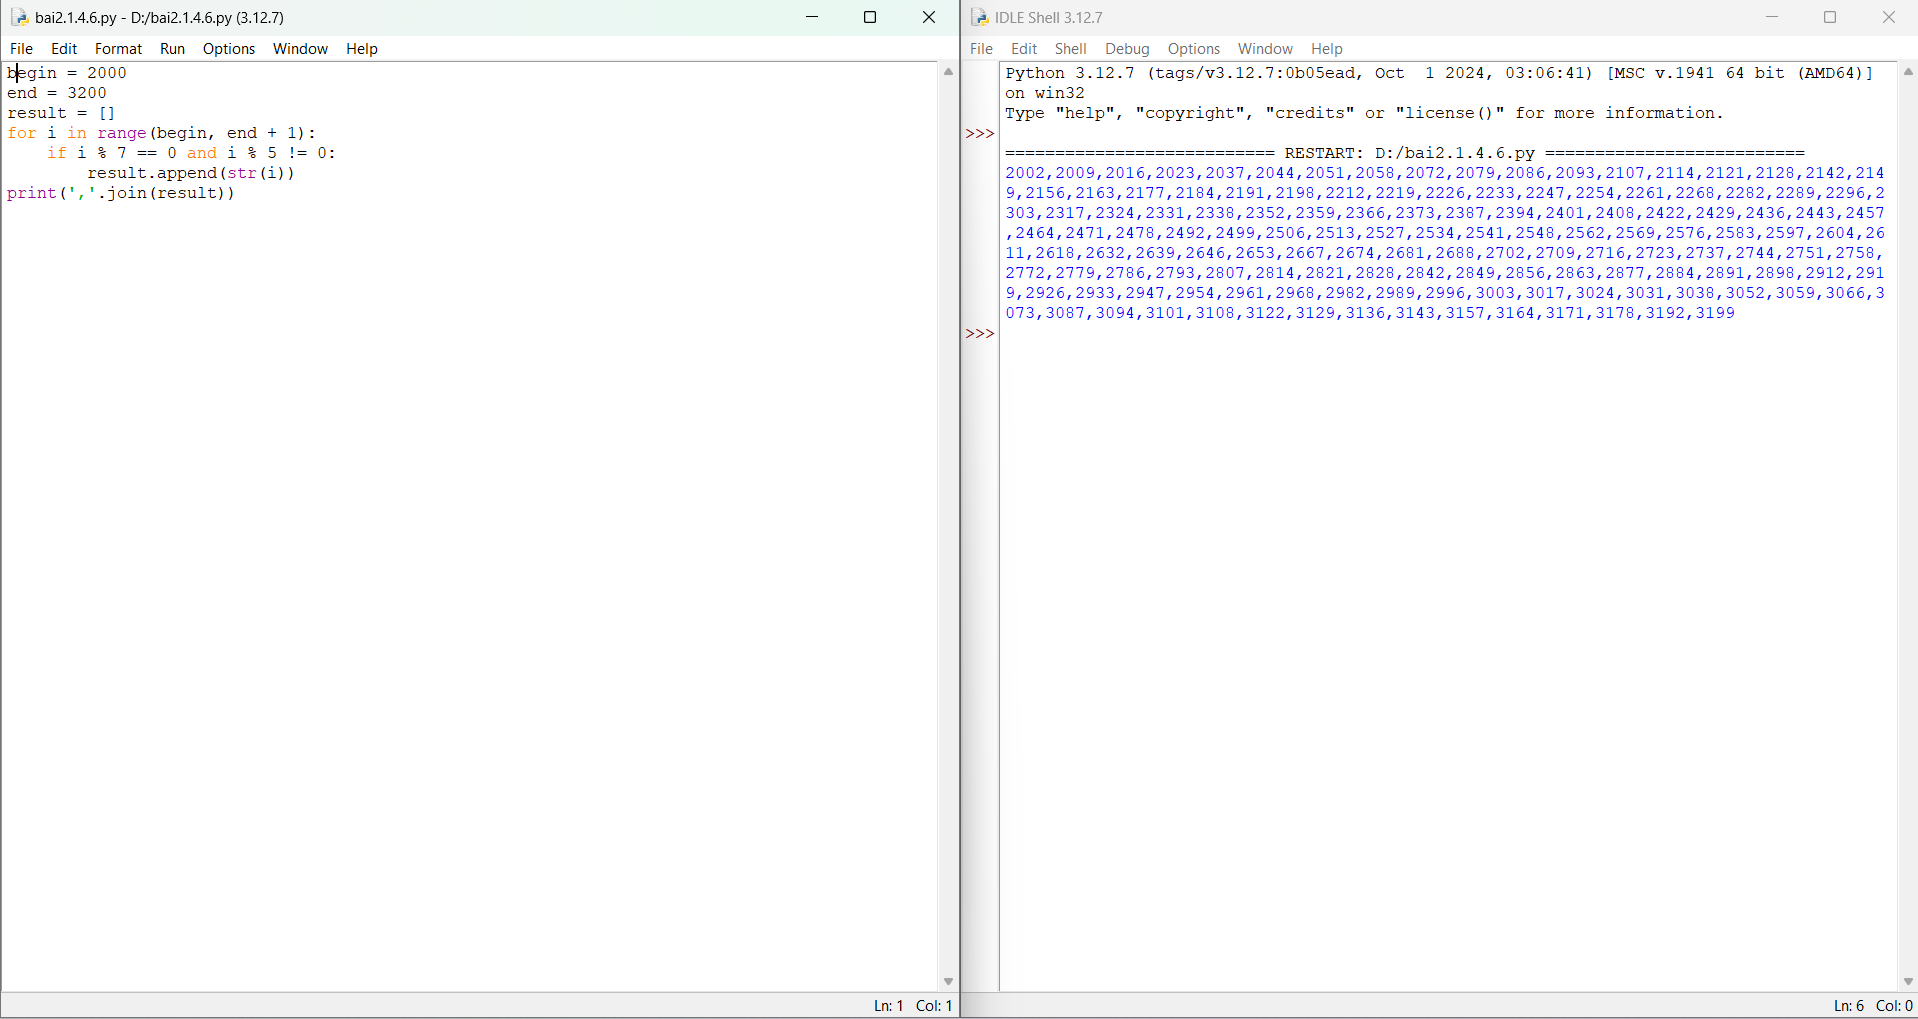 bai2.1.4.6.py - D:/bai2.1.4.6.py (3.12.7)
File Edit Format Run Options Window Help
begin = 2000
end = 3200
result = []
for i in range(begin, end + 1):
    if i % 7 == 0 and i % 5 != 0:
        result.append(str(i))
print(','.join(result))
Ln: 1 Col: 1
IDLE Shell 3.12.7
File Edit Shell Debug Options Window Help
Python 3.12.7 (tags/v3.12.7:0b05ead, Oct  1 2024, 03:06:41) [MSC v.1941 64 bit (AMD64)]
on win32
Type "help", "copyright", "credits" or "license()" for more information.
>>>
=========================== RESTART: D:/bai2.1.4.6.py ==========================
2002,2009,2016,2023,2037,2044,2051,2058,2072,2079,2086,2093,2107,2114,2121,2128,2142,214
9,2156,2163,2177,2184,2191,2198,2212,2219,2226,2233,2247,2254,2261,2268,2282,2289,2296,2
303,2317,2324,2331,2338,2352,2359,2366,2373,2387,2394,2401,2408,2422,2429,2436,2443,2457
,2464,2471,2478,2492,2499,2506,2513,2527,2534,2541,2548,2562,2569,2576,2583,2597,2604,26
11,2618,2632,2639,2646,2653,2667,2674,2681,2688,2702,2709,2716,2723,2737,2744,2751,2758,
2772,2779,2786,2793,2807,2814,2821,2828,2842,2849,2856,2863,2877,2884,2891,2898,2912,291
9,2926,2933,2947,2954,2961,2968,2982,2989,2996,3003,3017,3024,3031,3038,3052,3059,3066,3
073,3087,3094,3101,3108,3122,3129,3136,3143,3157,3164,3171,3178,3192,3199
>>>
Ln: 6 Col: 0